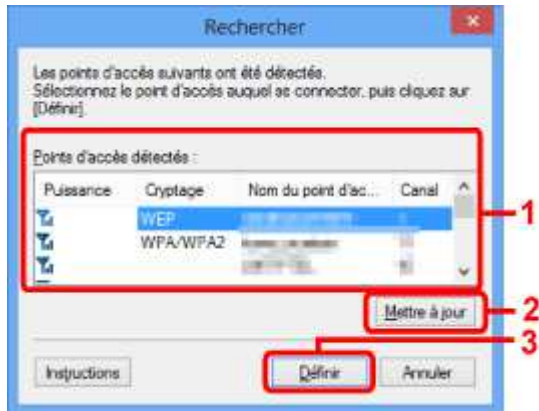 Rechercher
Les points d'accès suivants ont été détectés.
Sélectionnez le point d'accès auquel se connecter, puis cliquez sur
[Définir].
Points d'accès détectés :
Puissance Cryptage Nom du point d'ac... Canal
WEP
WPA/WPA2
1
Mettre à jour
2
3
Instructions Définir Annuler